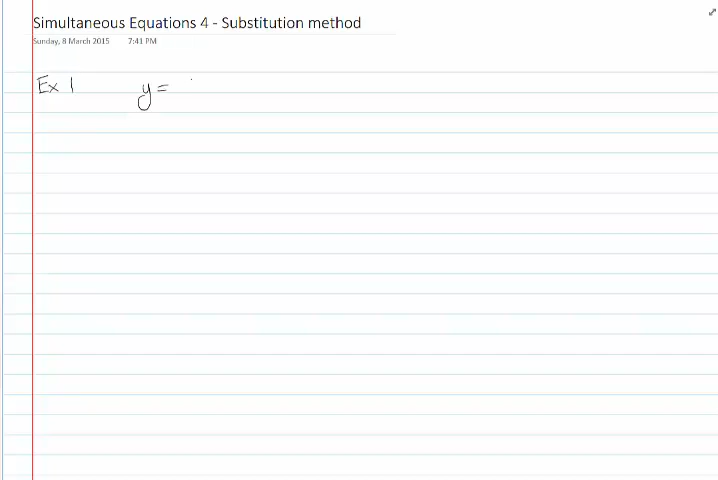 Simultaneous Equations 4 - Substitution method
Sunday, 8 March 2015 7:41 PM
Ex 1 y =